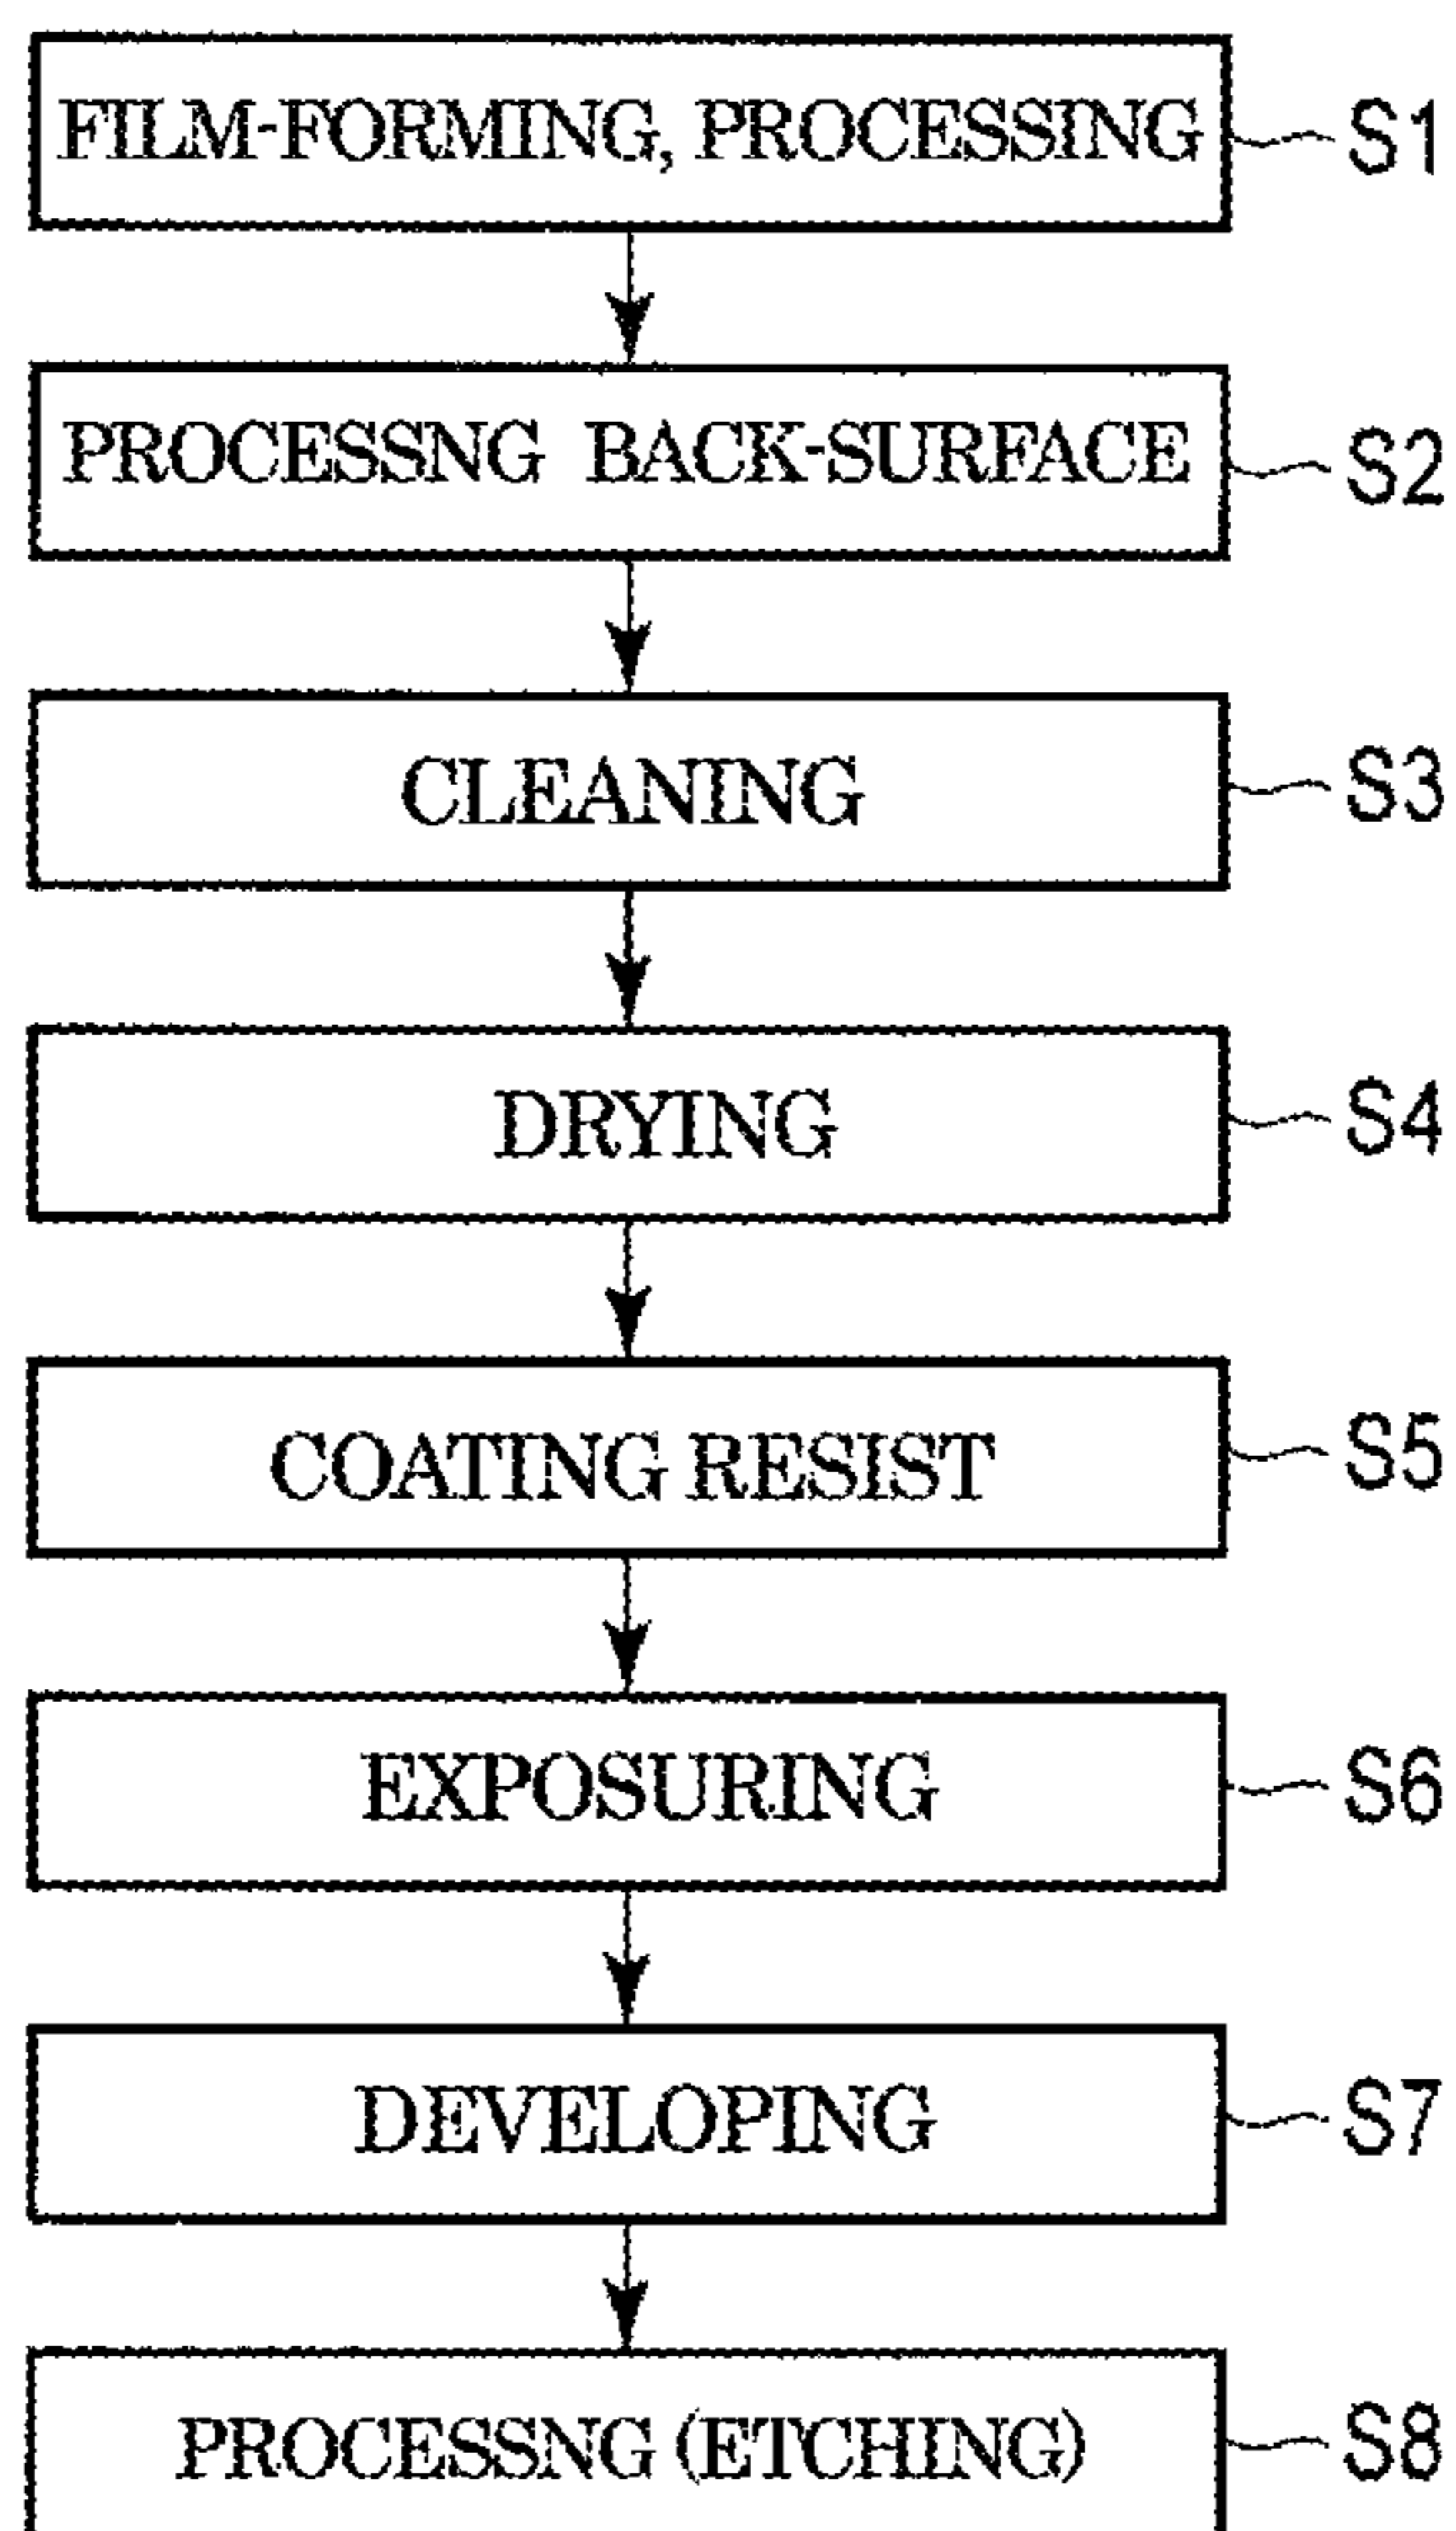 FILM-FORMING, PROCESSING S1
PROCESSNG BACK-SURFACE S2
CLEANING S3
DRYING S4
COATING RESIST S5
EXPOSURING S6
DEVELOPING S7
PROCESSNG (ETCHING) S8